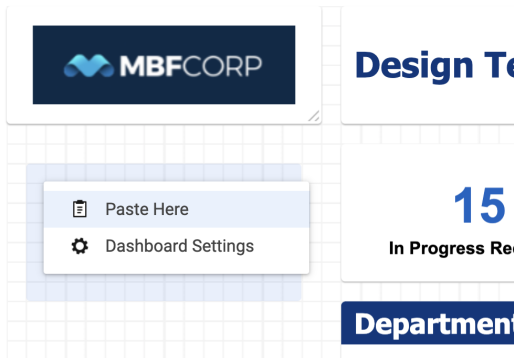 MBFCORP
Design Te
Paste Here
Dashboard Settings
15
In Progress Re
Department